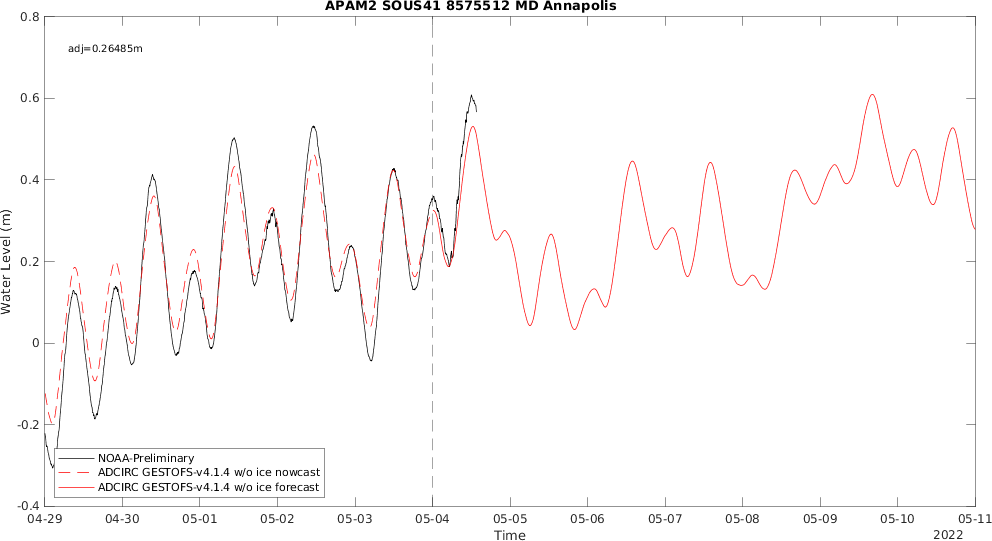 APAM2 SOUS41 8575512 MD Annapolis
0.8
adj=0.26485m
0.6
0.4
0.2
0
-0.2
-0.4
Water Level (m)
NOAA-Preliminary
ADCIRC GESTOFS-v4.1.4 w/o ice nowcast
ADCIRC GESTOFS-v4.1.4 w/o ice forecast
04-29 04-30 05-01 05-02 05-03 05-04 05-05 05-06 05-07 05-08 05-09 05-10 05-11
Time
2022